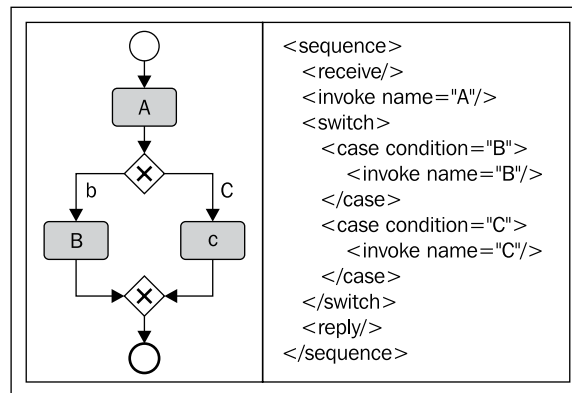 A
b
C
B
c
<sequence>
<receive/>
<invoke name="A"/>
<switch>
<case condition="B">
<invoke name="B"/>
</case>
<case condition="C">
<invoke name="C"/>
</case>
</switch>
<reply/>
</sequence>